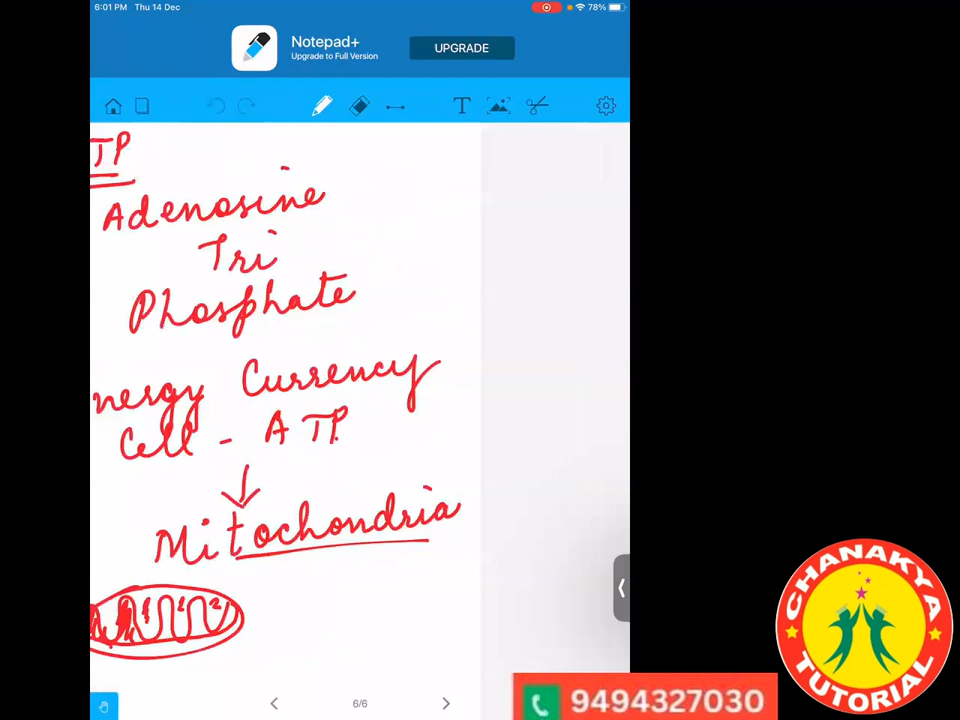 6:01 PM Thu 14 Dec
78%
Notepad+
Upgrade to Full Version
UPGRADE
T
TP
Adenosine
Tri
Phosphate
nergy Currency
Cell - ATP
Mitochondria
6/6
CHANAKYA
TUTORIAL
9494327030